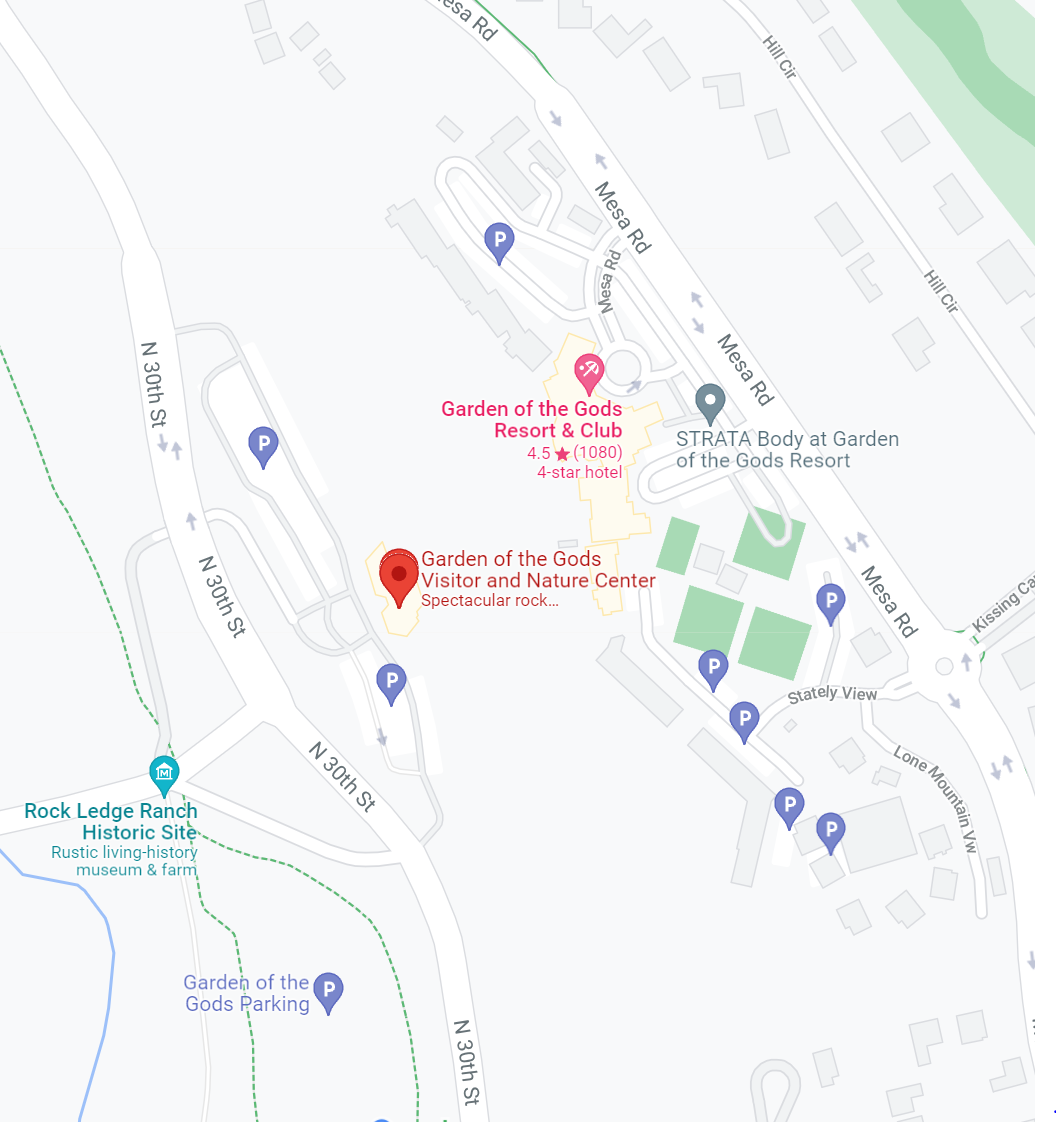 Mesa Rd
Hill Cir
Mesa Rd
P
Mesa Rd
Hill Cir
N 30th St
Mesa Rd
Garden of the Gods
Resort & Club
4.5 ★ (1080)
4-star hotel
P
STRATA Body at Garden
of the Gods Resort
N 30th St
Garden of the Gods
Visitor and Nature Center
Spectacular rock...
Mesa Rd
P
Kissing Ca
P
P
Stately View
P
N 30th St
Lone Mountain Vw
M
Rock Ledge Ranch
Historic Site
Rustic living-history
museum & farm
P
P
Garden of the
Gods Parking
P
N 30th St